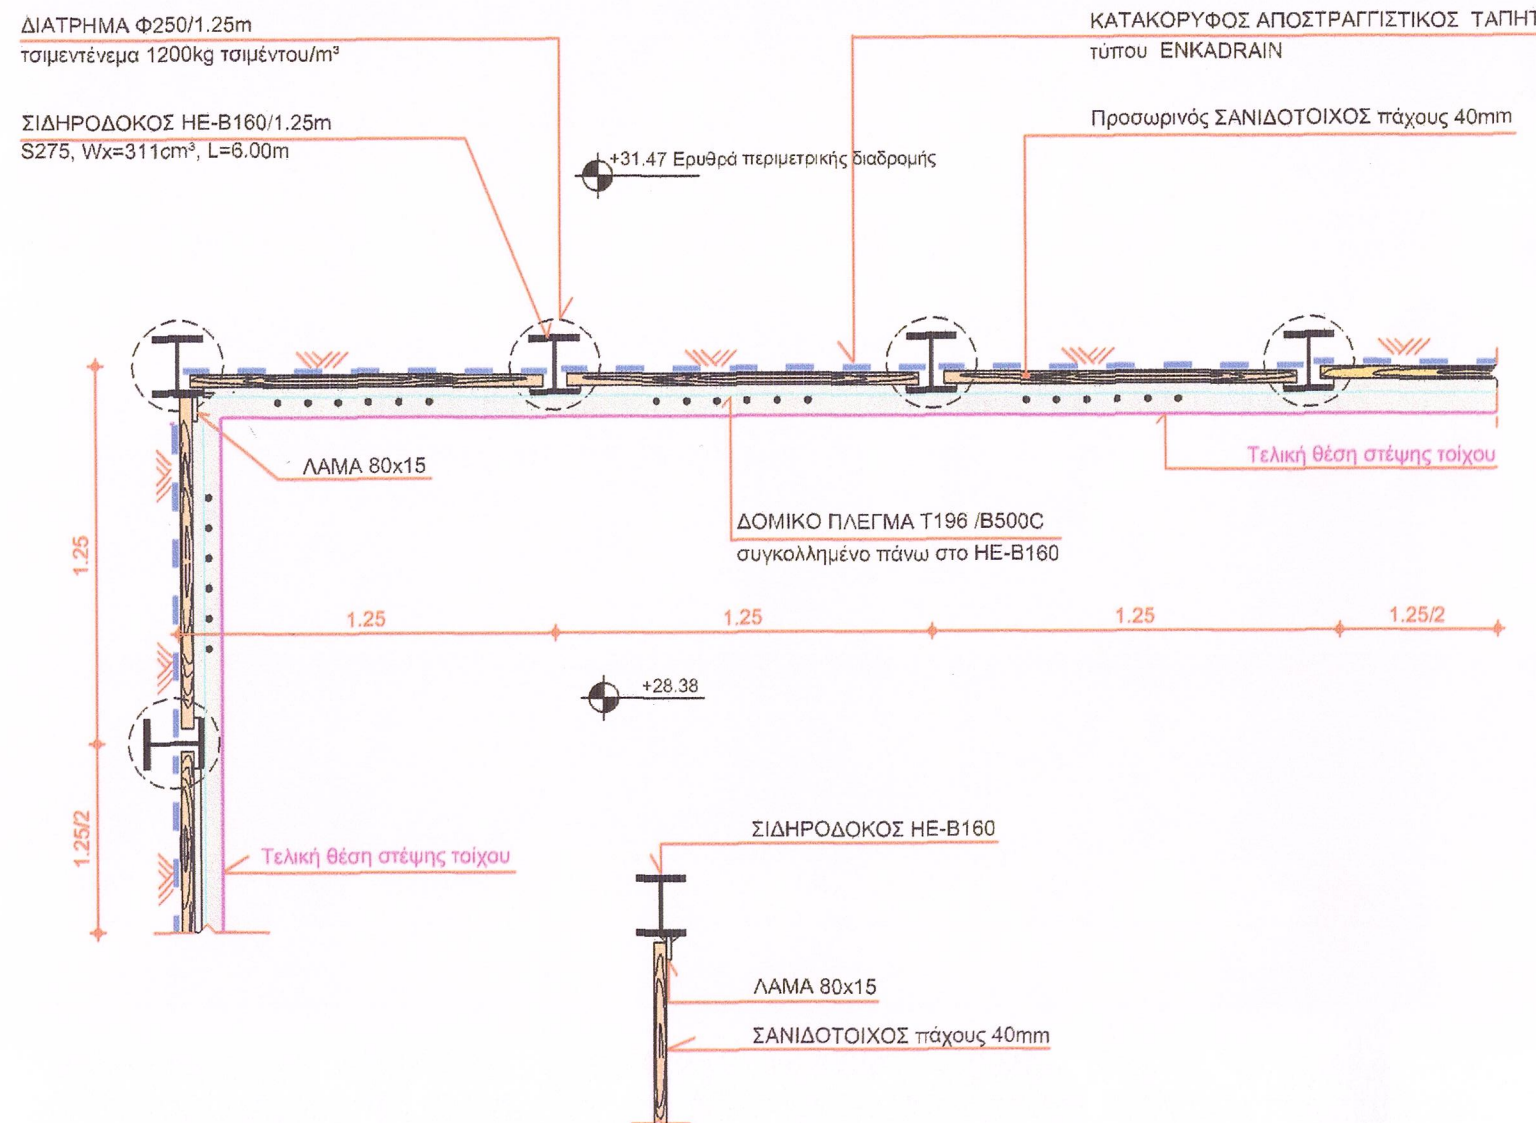 ΔΙΑΤΡΗΜΑ Φ250/1.25m
τσιμεντένεμα 1200kg τσιμέντου/m³
ΣΙΔΗΡΟΔΟΚΟΣ HE-B160/1.25m
S275, Wx=311cm³, L=6.00m
ΚΑΤΑΚΟΡΥΦΟΣ ΑΠΟΣΤΡΑΓΓΙΣΤΙΚΟΣ ΤΑΠΗΤ
τύπου ENKADRAIN
Προσωρινός ΣΑΝΙΔΟΤΟΙΧΟΣ πάχους 40mm
+31.47 Ερυθρά περιμετρικής διαδρομής
ΛΑΜΑ 80x15
Τελική θέση στέψης τοίχου
ΔΟΜΙΚΟ ΠΛΕΓΜΑ T196 /B500C
συγκολλημένο πάνω στο HE-B160
1.25
1.25
1.25
1.25
1.25/2
+28.38
1.25/2
Τελική θέση στέψης τοίχου
ΣΙΔΗΡΟΔΟΚΟΣ HE-B160
ΛΑΜΑ 80x15
ΣΑΝΙΔΟΤΟΙΧΟΣ πάχους 40mm